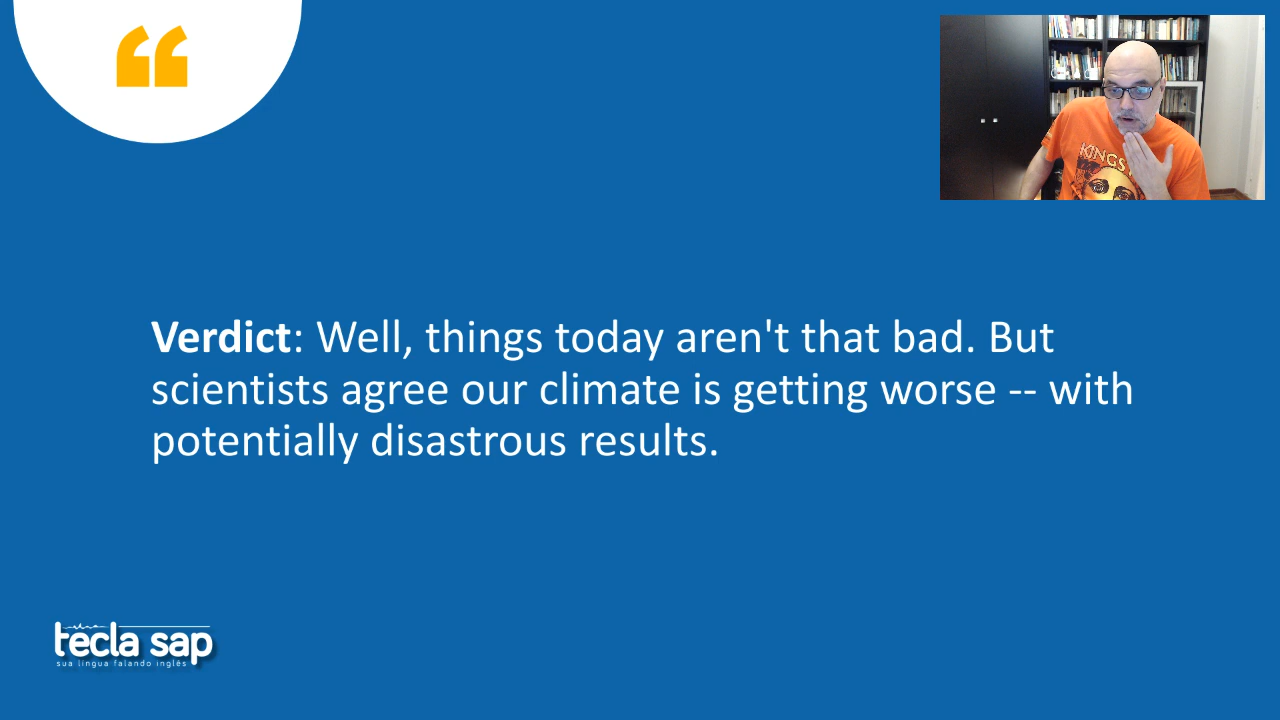 “
KINGS
Verdict: Well, things today aren't that bad. But
scientists agree our climate is getting worse -- with
potentially disastrous results.
tecla sap
sua língua falando inglês